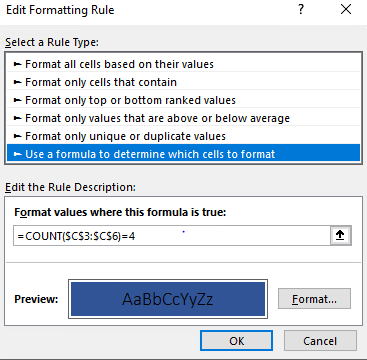 Edit Formatting Rule ? ×
Select a Rule Type:
► Format all cells based on their values
► Format only cells that contain
► Format only top or bottom ranked values
► Format only values that are above or below average
► Format only unique or duplicate values
► Use a formula to determine which cells to format
Edit the Rule Description:
Format values where this formula is true:
=COUNT($C$3:$C$6)=4
Preview: AaBbCcYyZz Format...
OK Cancel